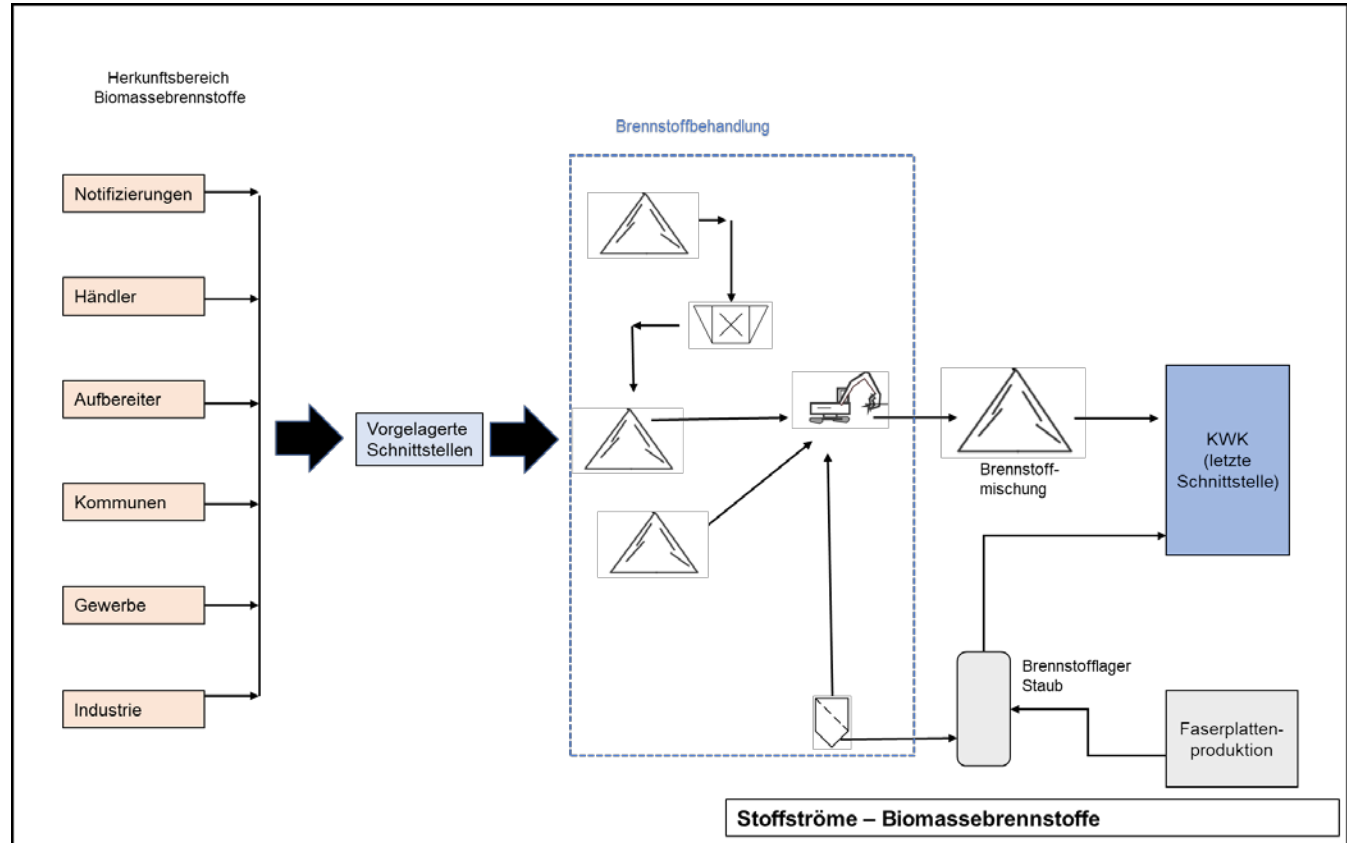 Herkunftsbereich
Biomassebrennstoffe
Brennstoffbehandlung
Notifizierungen
Händler
Aufbereiter
Kommunen
Gewerbe
Industrie
Vorgelagerte
Schnittstellen
Brennstoff-
mischung
KWK
(letzte
Schnittstelle)
Brennstofflager
Staub
Faserplatten-
produktion
Stoffströme – Biomassebrennstoffe